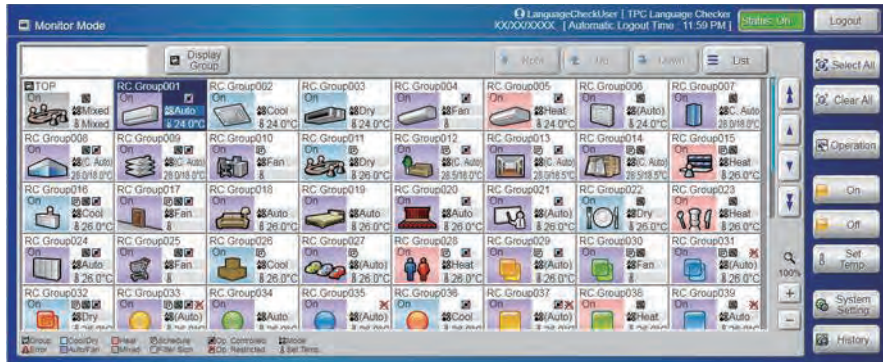 Monitor Mode
LanguageCheckUser | TPC Language Checker
XX/XX/XXXX [ Automatic Logout Time 11:59 PM ]
Status: On
Logout
Display
Group
Root
Up
Down
List
Select All
Clear All
Operation
On
Off
Set
Temp.
System
Setting
History
TOP RC.Group001 RC.Group002 RC.Group003 RC.Group004 RC.Group005 RC.Group006 RC.Group007
On On On On On On On On
Mixed Auto Cool Dry Fan Heat (Auto) C. Auto
Mixed 24.0°C 24.0°C 24.0°C 24.0°C 24.0°C 24.0°C
RC.Group008 RC.Group009 RC.Group010 RC.Group011 RC.Group012 RC.Group013 RC.Group014 RC.Group015
On On On On On On On On
(C. Auto) (C. Auto) Fan Dry (C. Auto) (C. Auto) (C. Auto) Heat
26.0°C 26.0°C
RC.Group016 RC.Group017 RC.Group018 RC.Group019 RC.Group020 RC.Group021 RC.Group022 RC.Group023
On On On On On On On On
Cool Fan Auto Auto Auto (Auto) Dry Heat
26.0°C 26.0°C 26.0°C 26.0°C 26.0°C 26.0°C 26.0°C
RC.Group024 RC.Group025 RC.Group026 RC.Group027 RC.Group028 RC.Group029 RC.Group030 RC.Group031
On On On On On On On On
Auto Fan Cool (Auto) Heat (Auto) Fan (Auto)
26.0°C 26.0°C 26.0°C 26.0°C 26.0°C 26.0°C 26.0°C 26.0°C
RC.Group032 RC.Group033 RC.Group034 RC.Group035 RC.Group036 RC.Group037 RC.Group038 RC.Group039
On On On On On On On On
Dry (Auto) Auto (Auto) Cool (Auto) Heat (Auto)
100%
Group Cool/Dry Heat Schedule Op. Controlled Mode
Error Auto/Fan Mixed Filter Sign Op. Restricted Set Temp.